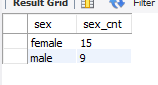 Result Grid Filter
sex sex_cnt
female 15
male 9